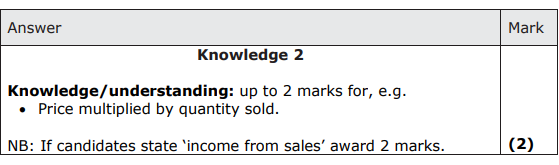 Answer Mark
Knowledge 2
Knowledge/understanding: up to 2 marks for, e.g.
• Price multiplied by quantity sold.
NB: If candidates state ‘income from sales’ award 2 marks. (2)